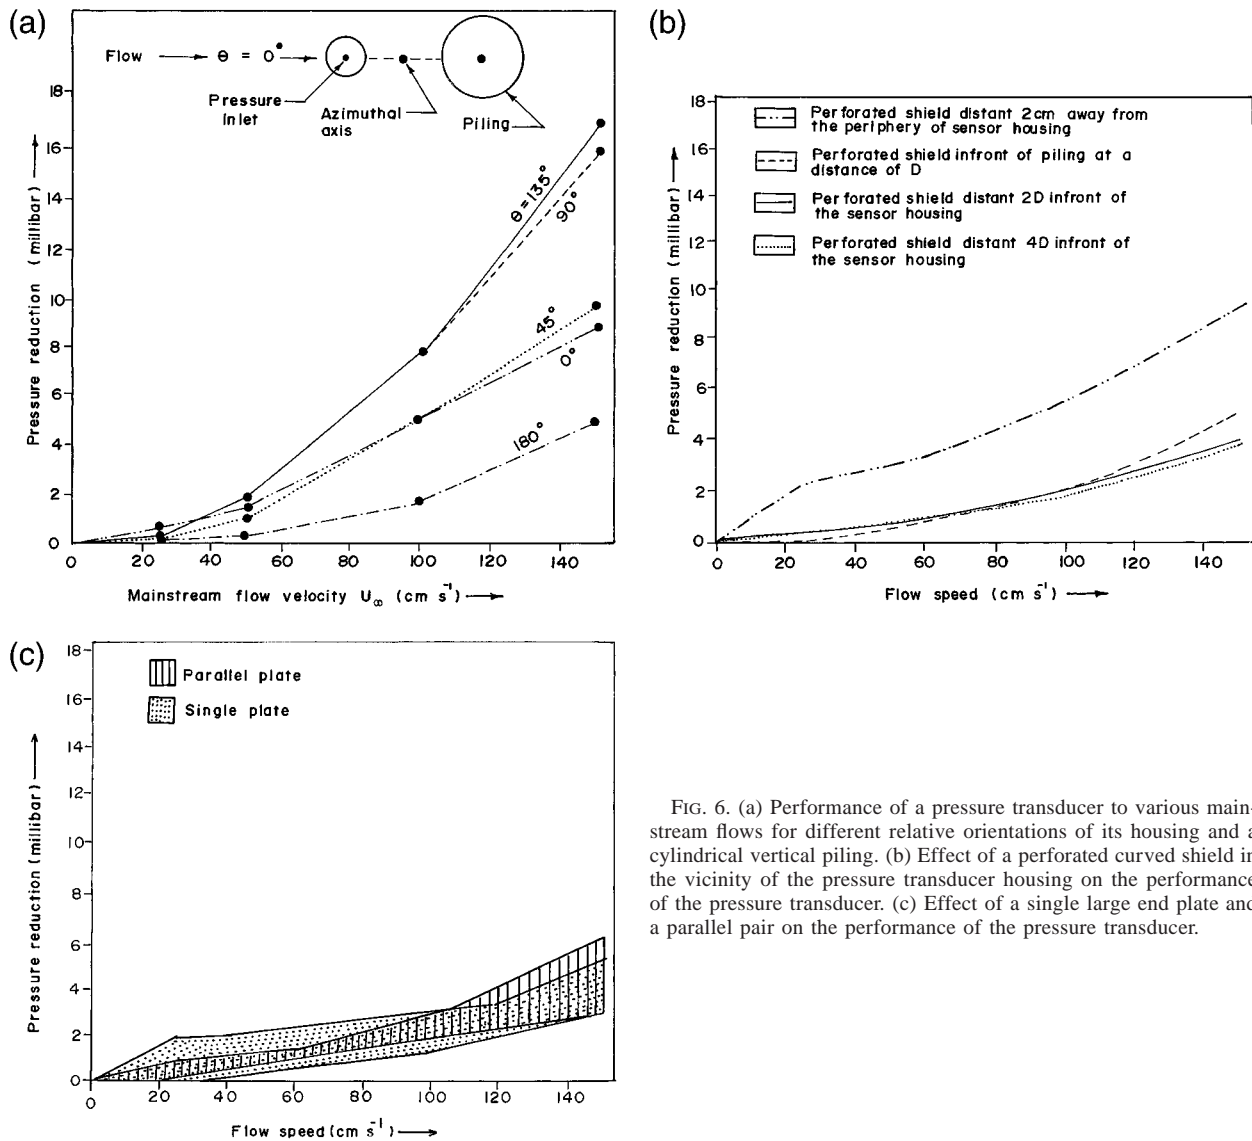 (a)
Flow
Θ = 0°
Pressure
Inlet
Azimuthal
axis
Piling
18
16
14
12
10
8
6
4
2
0
Pressure reduction (millibar)
Θ=135°
90°
45°
0°
180°
0
20
40
60
80
100
120
140
Mainstream flow velocity U∞ (cm s⁻¹)
(b)
Perforated shield distant 2cm away from
the periphery of sensor housing
Perforated shield infront of piling at a
distance of D
Perforated shield distant 2D infront of
the sensor housing
Perforated shield distant 4D infront of
the sensor housing
18
16
14
12
10
8
6
4
2
0
Pressure reduction (millibar)
0
20
40
60
80
100
120
140
Flow speed (cm s⁻¹)
(c)
Parallel plate
Single plate
18
16
14
12
10
8
6
4
2
0
Pressure reduction (millibar)
0
20
40
60
80
100
120
140
Flow speed (cm s⁻¹)
FIG. 6. (a) Performance of a pressure transducer to various main-
stream flows for different relative orientations of its housing and a
cylindrical vertical piling. (b) Effect of a perforated curved shield in
the vicinity of the pressure transducer housing on the performance
of the pressure transducer. (c) Effect of a single large end plate and
a parallel pair on the performance of the pressure transducer.